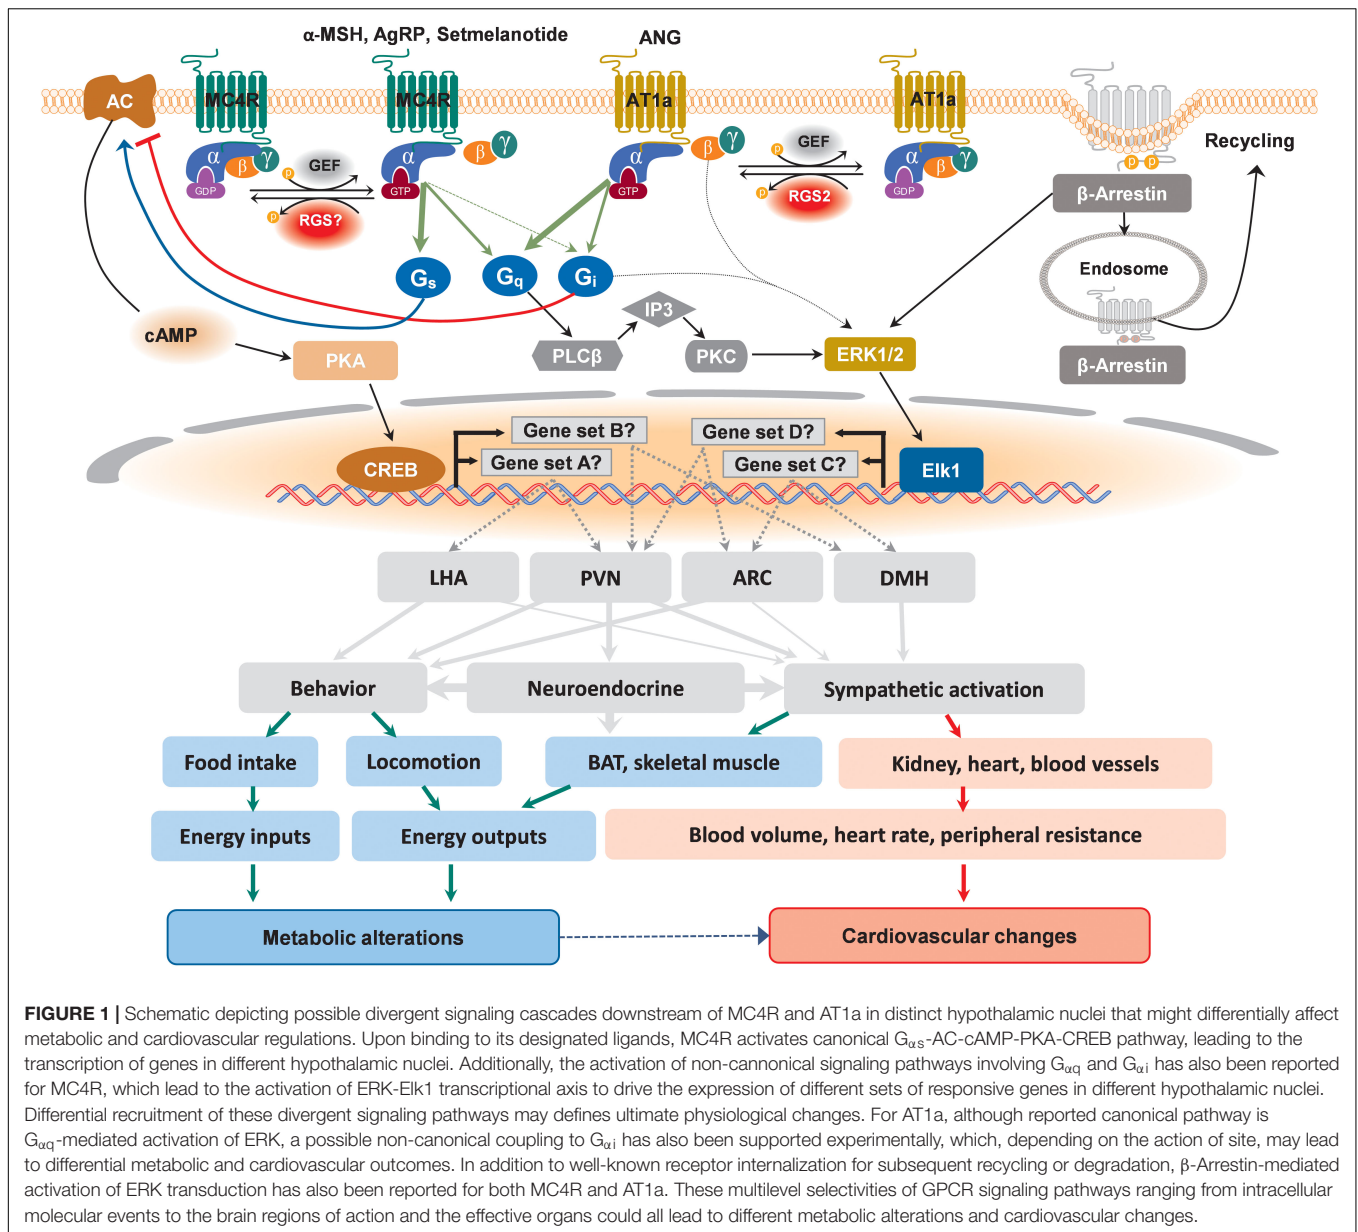 α-MSH, AgRP, Setmelanotide
ANG
AC
MC4R
MC4R
AT1a
AT1a
Recycling
α
β
γ
GDP
P
GEF
P
RGS?
α
GTP
β
γ
α
GTP
β
γ
P
GEF
P
RGS2
α
β
γ
GDP
P
P
β-Arrestin
Endosome
β-Arrestin
Gs
Gq
Gi
cAMP
PKA
PLCβ
IP3
PKC
ERK1/2
CREB
Gene set B?
Gene set A?
Gene set D?
Gene set C?
Elk1
LHA
PVN
ARC
DMH
Behavior
Neuroendocrine
Sympathetic activation
Food intake
Locomotion
BAT, skeletal muscle
Kidney, heart, blood vessels
Energy inputs
Energy outputs
Blood volume, heart rate, peripheral resistance
Metabolic alterations
Cardiovascular changes
FIGURE 1 | Schematic depicting possible divergent signaling cascades downstream of MC4R and AT1a in distinct hypothalamic nuclei that might differentially affect
metabolic and cardiovascular regulations. Upon binding to its designated ligands, MC4R activates canonical Gαs-AC-cAMP-PKA-CREB pathway, leading to the
transcription of genes in different hypothalamic nuclei. Additionally, the activation of non-cannonical signaling pathways involving Gαq and Gαi has also been reported
for MC4R, which lead to the activation of ERK-Elk1 transcriptional axis to drive the expression of different sets of responsive genes in different hypothalamic nuclei.
Differential recruitment of these divergent signaling pathways may defines ultimate physiological changes. For AT1a, although reported canonical pathway is
Gαq-mediated activation of ERK, a possible non-canonical coupling to Gαi has also been supported experimentally, which, depending on the action of site, may lead
to differential metabolic and cardiovascular outcomes. In addition to well-known receptor internalization for subsequent recycling or degradation, β-Arrestin-mediated
activation of ERK transduction has also been reported for both MC4R and AT1a. These multilevel selectivities of GPCR signaling pathways ranging from intracellular
molecular events to the brain regions of action and the effective organs could all lead to different metabolic alterations and cardiovascular changes.